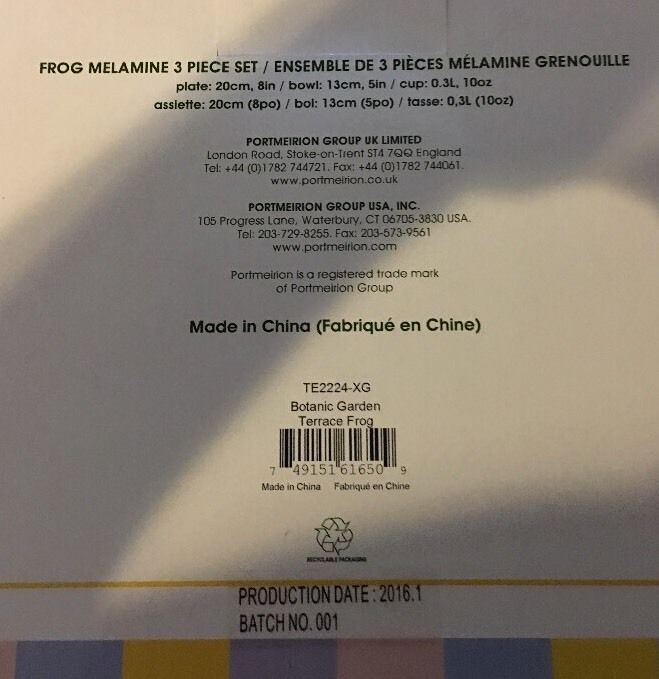 FROG MELAMINE 3 PIECE SET / ENSEMBLE DE 3 PIÈCES MÉLAMINE GRENOUILLE
plate: 20cm, 8in / bowl: 13cm, 5in / cup: 0.3L, 10oz
assiette: 20cm (8po) / bol: 13cm (5po) / tasse: 0,3L (10oz)
PORTMEIRION GROUP UK LIMITED
London Road, Stoke-on-Trent ST4 7QQ England
Tel: +44 (0)1782 744721. Fax: +44 (0)1782 744061.
www.portmeirion.co.uk
PORTMEIRION GROUP USA, INC.
105 Progress Lane, Waterbury, CT 06705-3830 USA.
Tel: 203-729-8255. Fax: 203-573-9561
www.portmeirion.com
Portmeirion is a registered trade mark
of Portmeirion Group
Made in China (Fabriqué en Chine)
TE2224-XG
Botanic Garden
Terrace Frog
7 49151 61650 9
Made in China Fabriqué en Chine
RECYCLABLE PACKAGING
PRODUCTION DATE : 2016.1
BATCH NO. 001